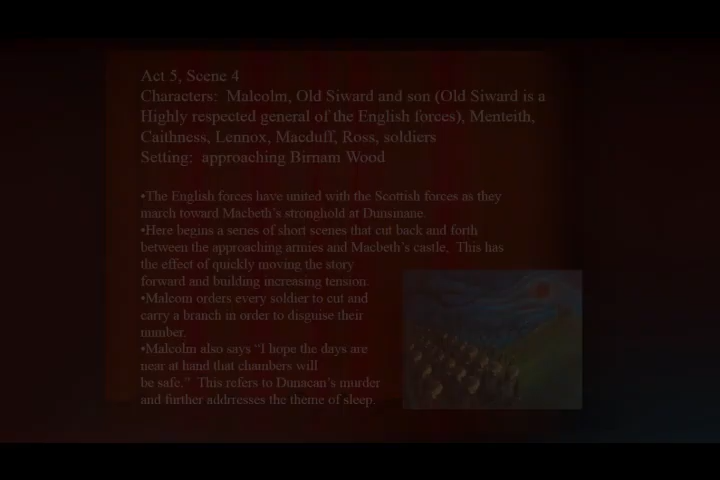 Act 5, Scene 4
Characters:  Malcolm, Old Siward and son (Old Siward is a
Highly respected general of the English forces), Menteith,
Caithness, Lennox, Macduff, Ross, soldiers
Setting:  approaching Birnam Wood
•The English forces have united with the Scottish forces as they
march toward Macbeth's stronghold at Dunsinane.
•Here begins a series of short scenes that cut back and forth
between the approaching armies and Macbeth's castle.  This has
the effect of quickly moving the story
forward and building increasing tension.
•Malcom orders every soldier to cut and
carry a branch in order to disguise their
number.
•Malcolm also says “I hope the days are
near at hand that chambers will
be safe.”  This refers to Dunacan's murder
and further addrresses the theme of sleep.